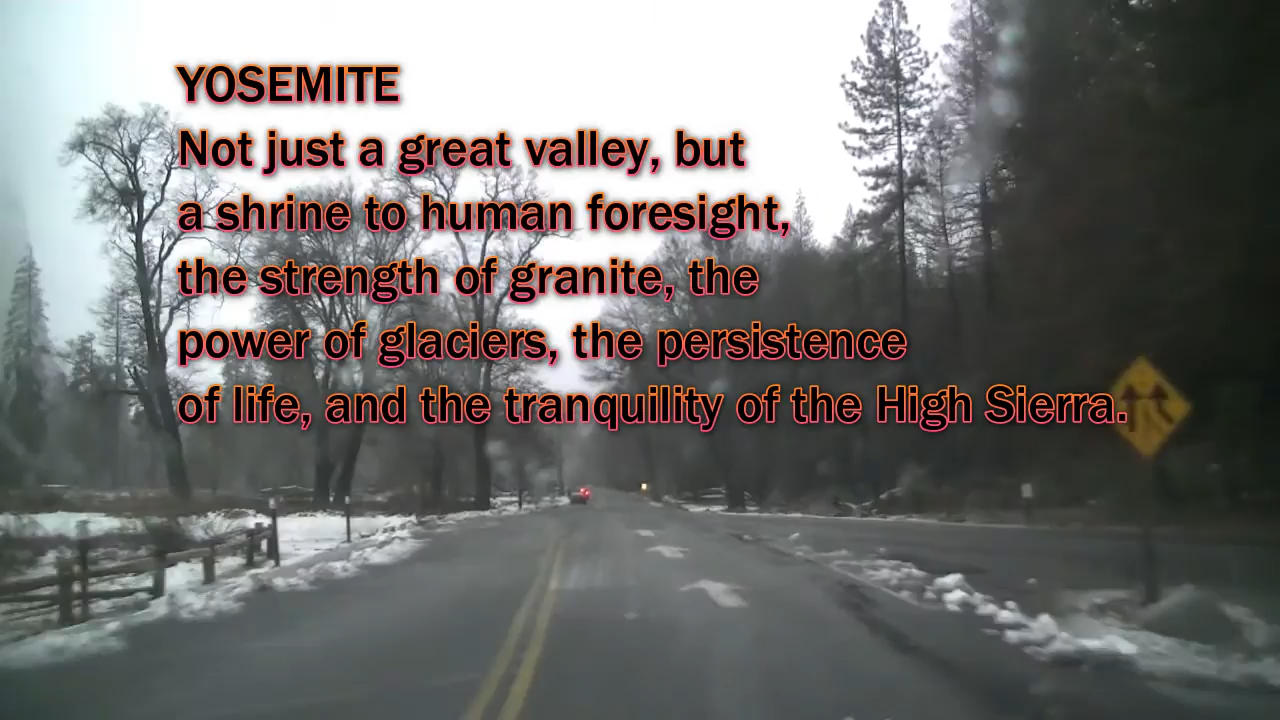 YOSEMITE
Not just a great valley, but
a shrine to human foresight,
the strength of granite, the
power of glaciers, the persistence
of life, and the tranquility of the High Sierra.